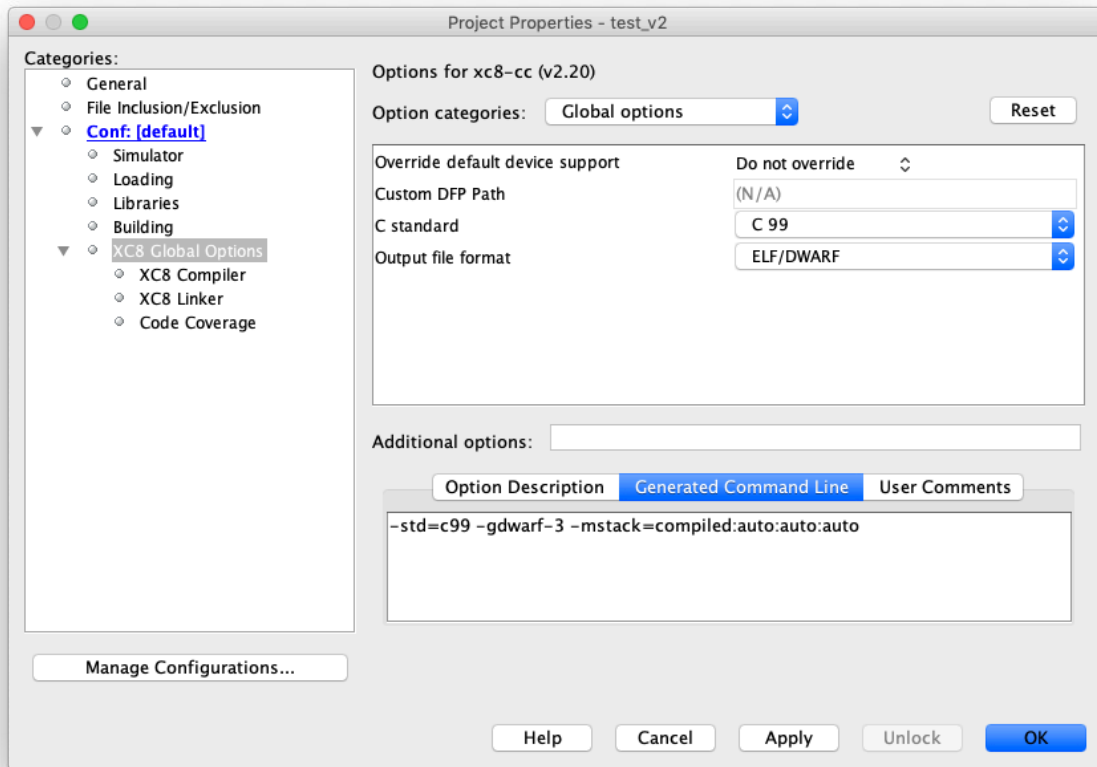 Project Properties - test_v2
Categories:
General
File Inclusion/Exclusion
Conf: [default]
Simulator
Loading
Libraries
Building
XC8 Global Options
XC8 Compiler
XC8 Linker
Code Coverage
Manage Configurations...
Options for xc8-cc (v2.20)
Option categories: Global options Reset
Override default device support Do not override
Custom DFP Path (N/A)
C standard C 99
Output file format ELF/DWARF
Additional options:
Option Description Generated Command Line User Comments
-std=c99 -gdwarf-3 -mstack=compiled:auto:auto:auto
Help Cancel Apply Unlock OK